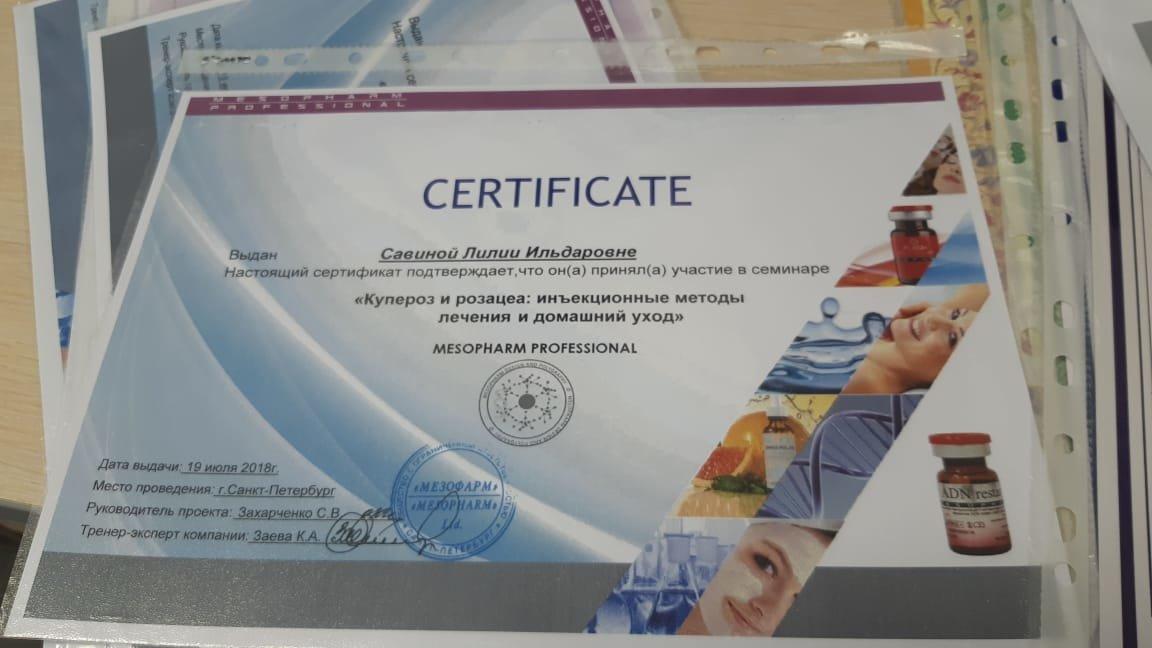 MESOPHARM
PROFESSIONAL
CERTIFICATE
Выдан Савиной Лилии Ильдаровне
Настоящий сертификат подтверждает,что он(а) принял(а) участие в семинаре
«Купероз и розацеа: инъекционные методы
лечения и домашний уход»
MESOPHARM PROFESSIONAL
Дата выдачи: 19 июля 2018г.
Место проведения: г.Санкт-Петербург
Руководитель проекта: Захарченко С.В.
Тренер-эксперт компании: Заева К.А.
«МЕЗОФАРМ»
«MESOPHARM»
Ltd.
ADN